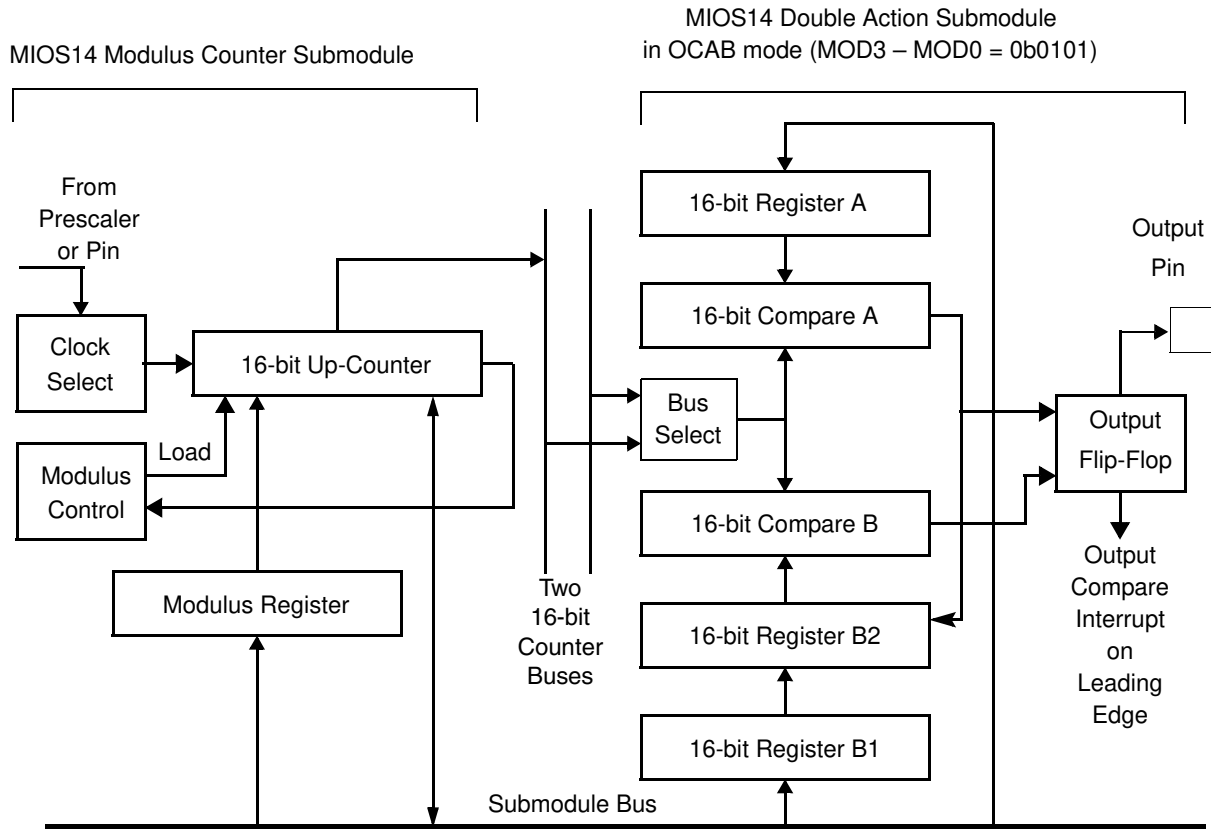 MIOS14 Double Action Submodule
in OCAB mode (MOD3 – MOD0 = 0b0101)
MIOS14 Modulus Counter Submodule
From
Prescaler
or Pin
Clock
Select
16-bit Up-Counter
Load
Modulus
Control
Modulus Register
Two
16-bit
Counter
Buses
16-bit Register A
16-bit Compare A
Bus
Select
16-bit Compare B
16-bit Register B2
16-bit Register B1
Output
Pin
Output
Flip-Flop
Output
Compare
Interrupt
on
Leading
Edge
Submodule Bus